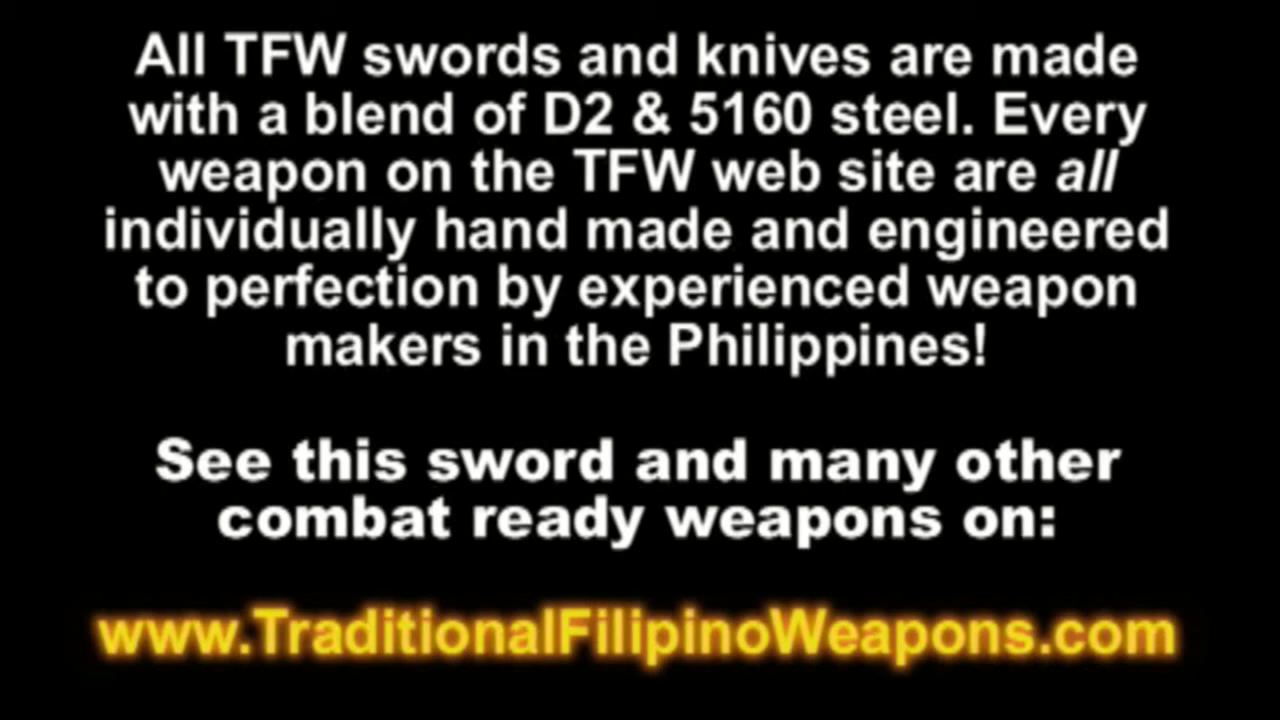 All TFW swords and knives are made
with a blend of D2 & 5160 steel. Every
weapon on the TFW web site are all
individually hand made and engineered
to perfection by experienced weapon
makers in the Philippines!
See this sword and many other
combat ready weapons on:
www.TraditionalFilipinoWeapons.com